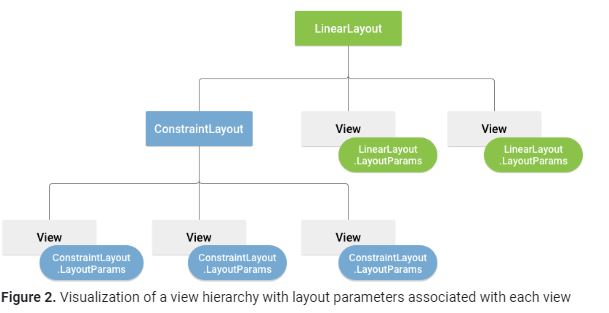 LinearLayout
ConstraintLayout
View
LinearLayout
.LayoutParams
View
LinearLayout
.LayoutParams
View
ConstraintLayout
.LayoutParams
View
ConstraintLayout
.LayoutParams
View
ConstraintLayout
.LayoutParams
Figure 2. Visualization of a view hierarchy with layout parameters associated with each view